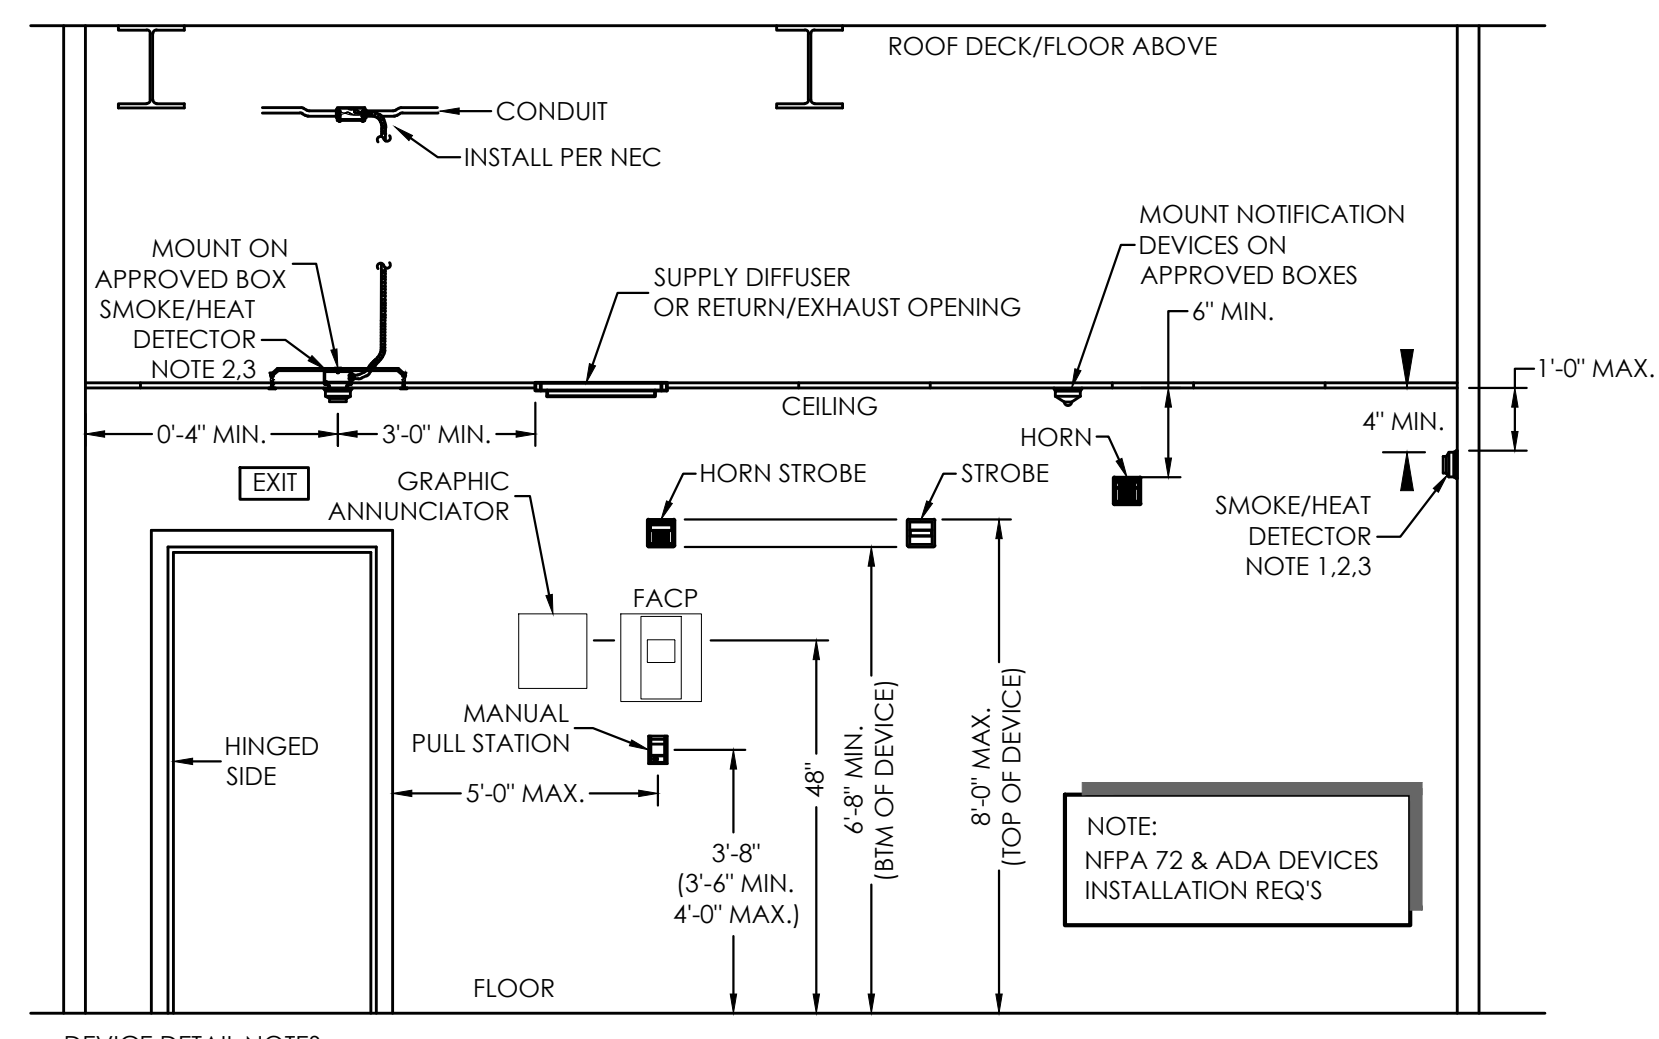 ROOF DECK/FLOOR ABOVE
CONDUIT
INSTALL PER NEC
MOUNT ON
APPROVED BOX
SMOKE/HEAT
DETECTOR
NOTE 2,3
SUPPLY DIFFUSER
OR RETURN/EXHAUST OPENING
MOUNT NOTIFICATION
DEVICES ON
APPROVED BOXES
6" MIN.
1'-0" MAX.
4" MIN.
CEILING
0'-4" MIN.
3'-0" MIN.
HORN
EXIT
GRAPHIC
ANNUNCIATOR
HORN STROBE
STROBE
SMOKE/HEAT
DETECTOR
NOTE 1,2,3
FACP
MANUAL
PULL STATION
HINGED
SIDE
5'-0" MAX.
3'-8"
(3'-6" MIN.
4'-0" MAX.)
48"
6'-8" MIN.
(BTM OF DEVICE)
8'-0" MAX.
(TOP OF DEVICE)
NOTE:
NFPA 72 & ADA DEVICES
INSTALLATION REQ'S
FLOOR
DEVICE DETAIL NOTES